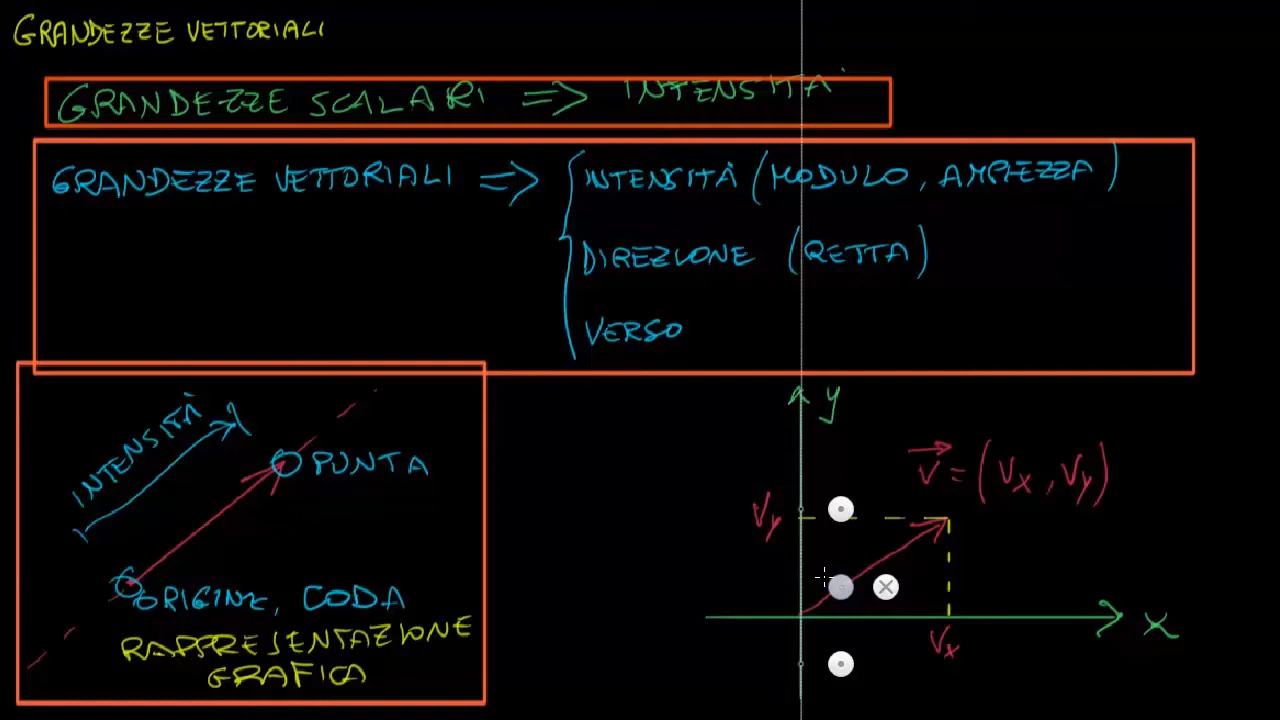 GRANDEZZE VETTORIALI
GRANDEZZE SCALARI => INTENSITÀ
GRANDEZZE VETTORIALI => { INTENSITÀ (MODULO, AMPIEZZA)
DIREZIONE (RETTA)
VERSO
INTENSITÀ
PUNTA
ORIGINE, CODA
RAPPRESENTAZIONE
GRAFICA
y
v⃗ = (Vx, Vy)
Vy
x
Vx